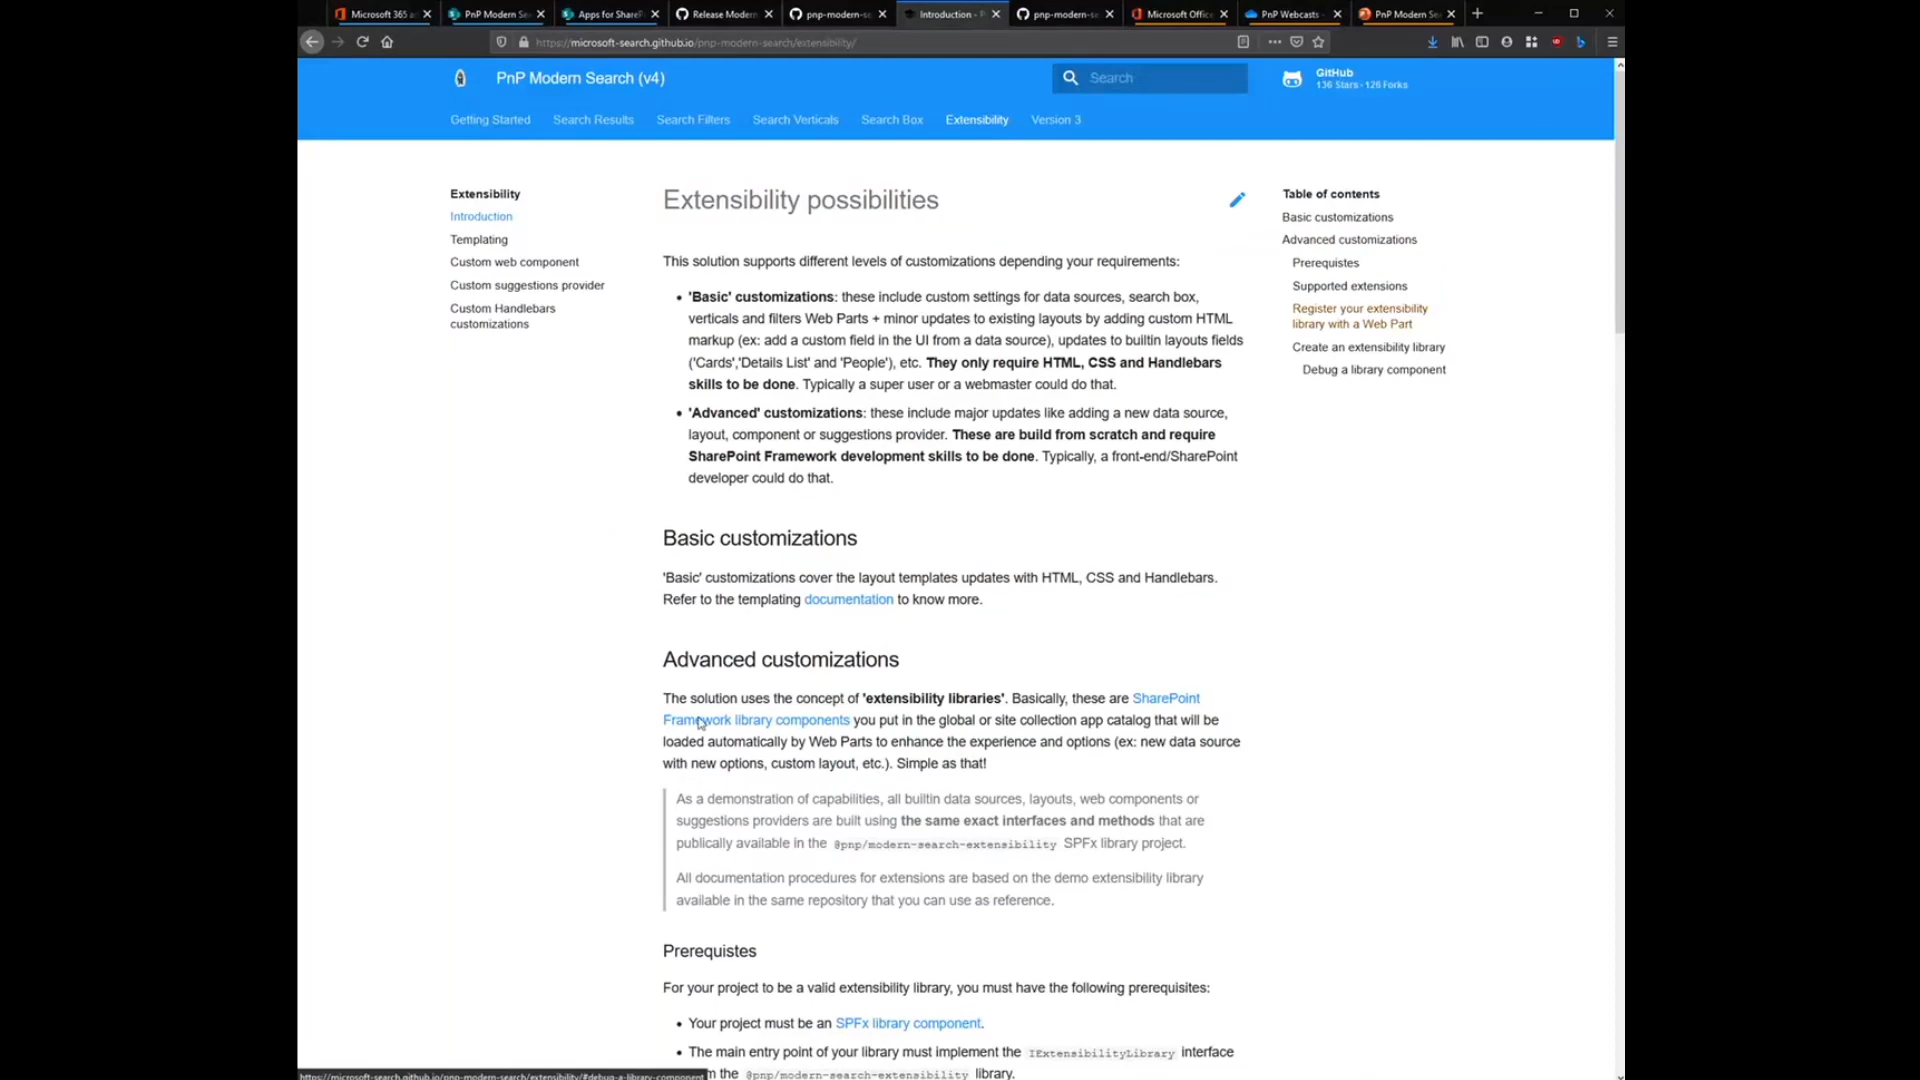 Microsoft 365
PnP Modern Se
Apps for ShareP
Release Modern
pnp-modern-se
Introduction - P
pnp-modern-se
Microsoft Office
PnP Webcasts -
PnP Modern Sea
https://microsoft-search.github.io/pnp-modern-search/extensibility/
PnP Modern Search (v4)
Search
GitHub
136 Stars · 126 Forks
Getting Started
Search Results
Search Filters
Search Verticals
Search Box
Extensibility
Version 3
Extensibility
Introduction
Templating
Custom web component
Custom suggestions provider
Custom Handlebars
customizations
Extensibility possibilities
This solution supports different levels of customizations depending your requirements:
• 'Basic' customizations: these include custom settings for data sources, search box,
verticals and filters Web Parts + minor updates to existing layouts by adding custom HTML
markup (ex: add a custom field in the UI from a data source), updates to builtin layouts fields
('Cards','Details List' and 'People'), etc. They only require HTML, CSS and Handlebars
skills to be done. Typically a super user or a webmaster could do that.
• 'Advanced' customizations: these include major updates like adding a new data source,
layout, component or suggestions provider. These are build from scratch and require
SharePoint Framework development skills to be done. Typically, a front-end/SharePoint
developer could do that.
Basic customizations
'Basic' customizations cover the layout templates updates with HTML, CSS and Handlebars.
Refer to the templating documentation to know more.
Advanced customizations
The solution uses the concept of 'extensibility libraries'. Basically, these are SharePoint
Framework library components you put in the global or site collection app catalog that will be
loaded automatically by Web Parts to enhance the experience and options (ex: new data source
with new options, custom layout, etc.). Simple as that!
As a demonstration of capabilities, all builtin data sources, layouts, web components or
suggestions providers are built using the same exact interfaces and methods that are
publically available in the @pnp/modern-search-extensibility SPFx library project.
All documentation procedures for extensions are based on the demo extensibility library
available in the same repository that you can use as reference.
Prerequistes
For your project to be a valid extensibility library, you must have the following prerequisites:
• Your project must be an SPFx library component.
• The main entry point of your library must implement the IExtensibilityLibrary interface
m the @pnp/modern-search-extensibility library.
Table of contents
Basic customizations
Advanced customizations
Prerequistes
Supported extensions
Register your extensibility
library with a Web Part
Create an extensibility library
Debug a library component
https://microsoft-search.github.io/pnp-modern-search/extensibility/#debug-a-library-component